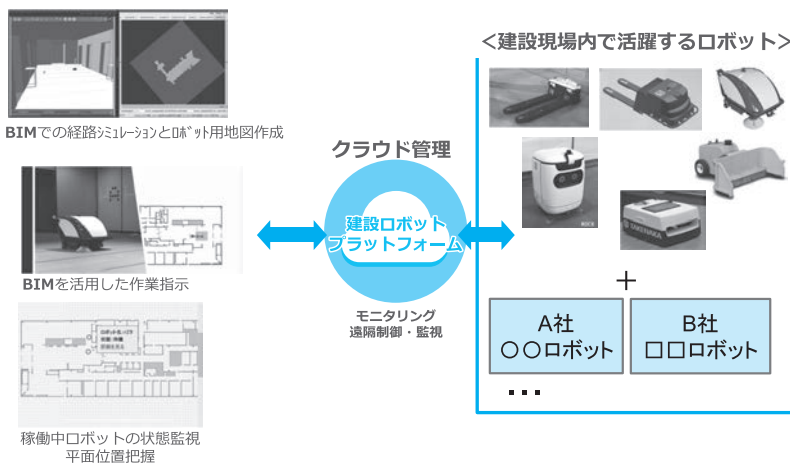 BIMでの経路ｼﾐｭﾚｰｼｮﾝとﾛﾎﾞｯﾄ用地図作成
BIMを活用した作業指示
稼働中ロボットの状態監視
平面位置把握
クラウド管理
建設ロボット
プラットフォーム
モニタリング
遠隔制御・監視
＜建設現場内で活躍するロボット＞
TAKENAKA
＋
A社
○○ロボット
B社
□□ロボット
…